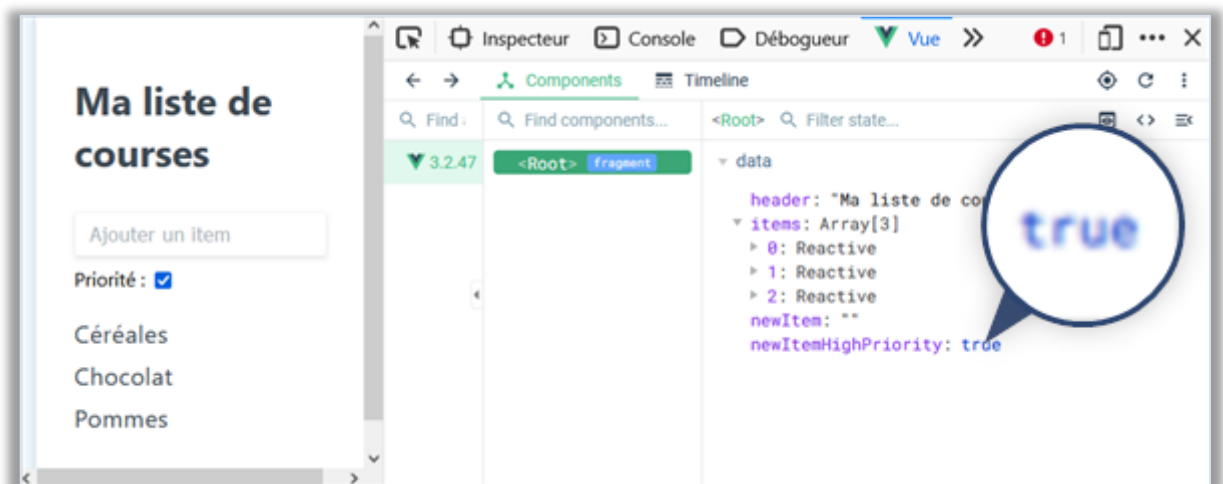 Ma liste de
courses
Ajouter un item
Priorité :
Céréales
Chocolat
Pommes
Inspecteur Console Débogueur Vue 1
Components Timeline
Find Find components... <Root> Filter state...
3.2.47 <Root> fragment
data
header: "Ma liste de
items: Array[3]
0: Reactive
1: Reactive
2: Reactive
newItem: ""
newItemHighPriority: true
true